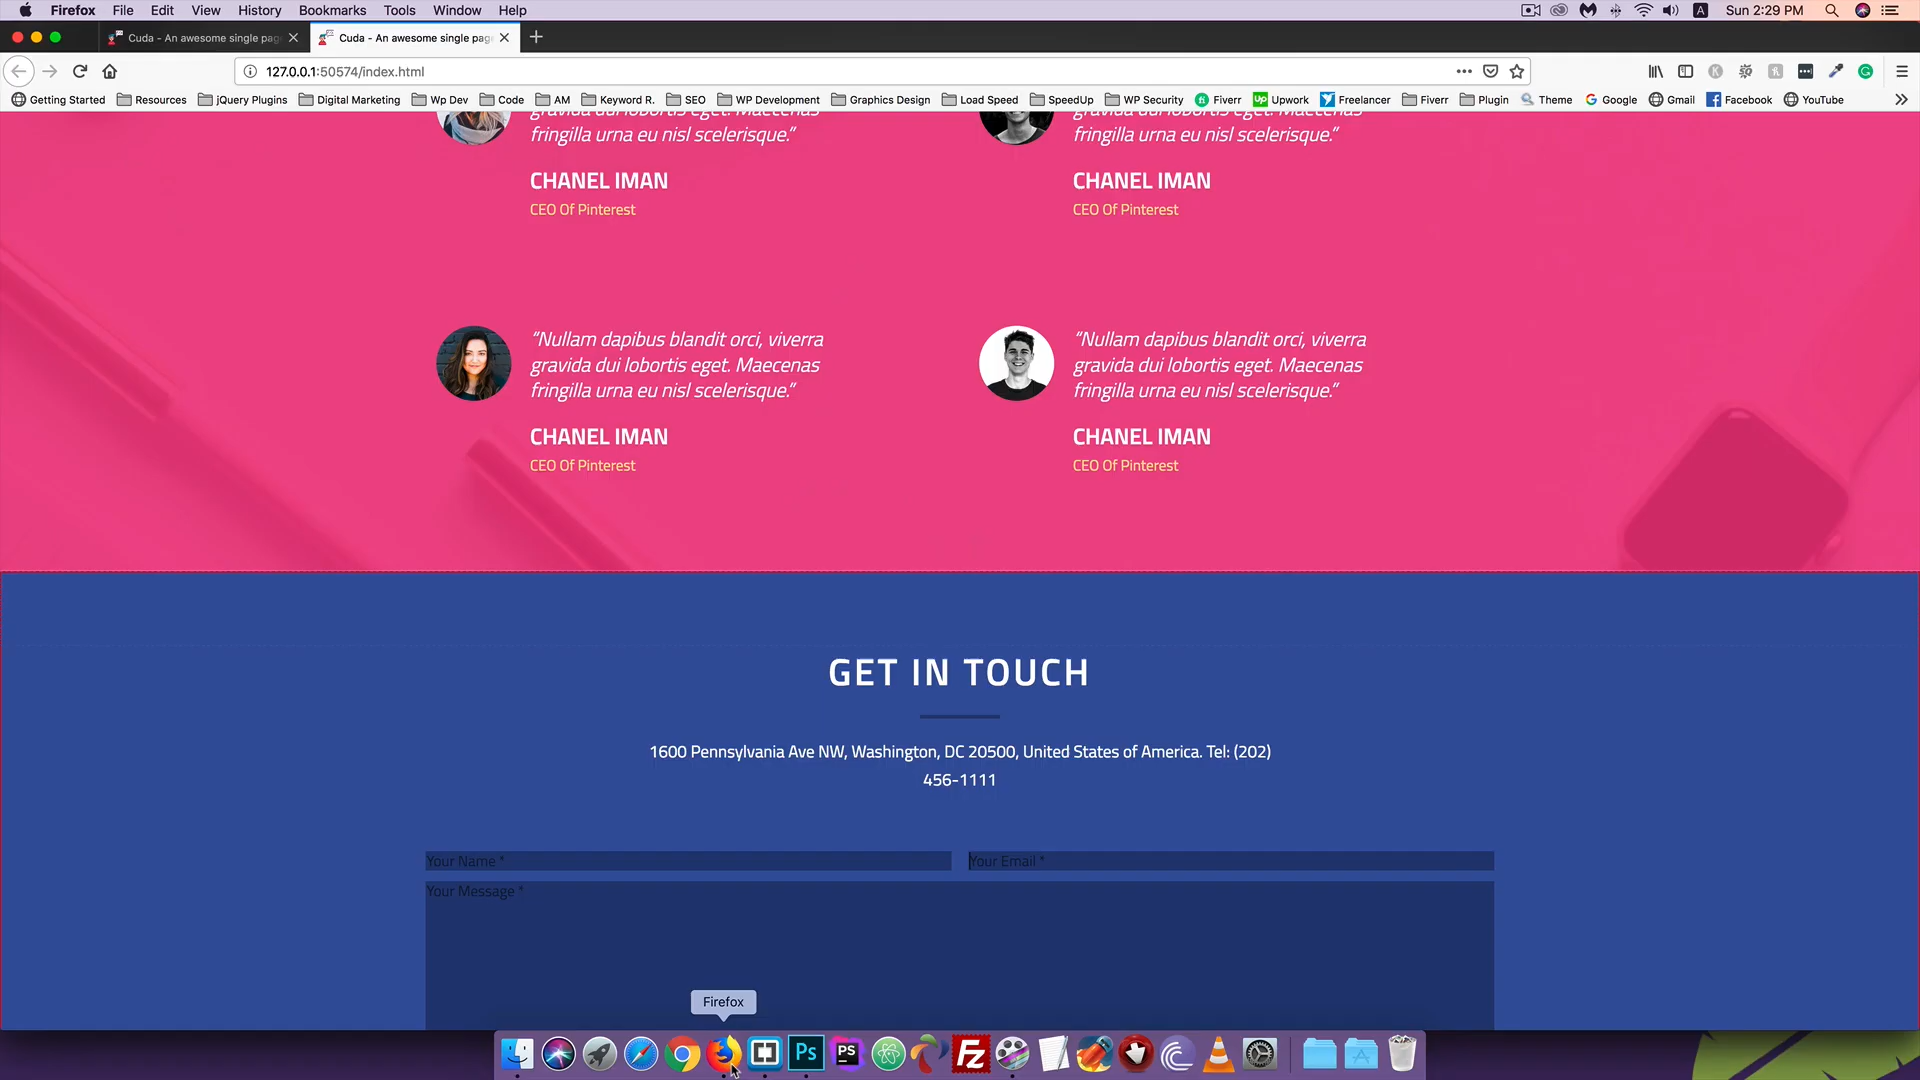 Firefox File Edit View History Bookmarks Tools Window Help
A Sun 2:29 PM
Cuda - An awesome single pag
Cuda - An awesome single pag
127.0.0.1:50574/index.html
Getting Started Resources jQuery Plugins Digital Marketing Wp Dev Code AM Keyword R. SEO WP Development Graphics Design Load Speed SpeedUp WP Security Fiverr Upwork Freelancer Fiverr Plugin Theme Google Gmail Facebook YouTube
fringilla urna eu nisl scelerisque.”
CHANEL IMAN
CEO Of Pinterest
fringilla urna eu nisl scelerisque.”
CHANEL IMAN
CEO Of Pinterest
“Nullam dapibus blandit orci, viverra
gravida dui lobortis eget. Maecenas
fringilla urna eu nisl scelerisque.”
CHANEL IMAN
CEO Of Pinterest
“Nullam dapibus blandit orci, viverra
gravida dui lobortis eget. Maecenas
fringilla urna eu nisl scelerisque.”
CHANEL IMAN
CEO Of Pinterest
GET IN TOUCH
1600 Pennsylvania Ave NW, Washington, DC 20500, United States of America. Tel: (202)
456-1111
Your Name *
Your Email *
Your Message *
Firefox
Ps
PS
FZ